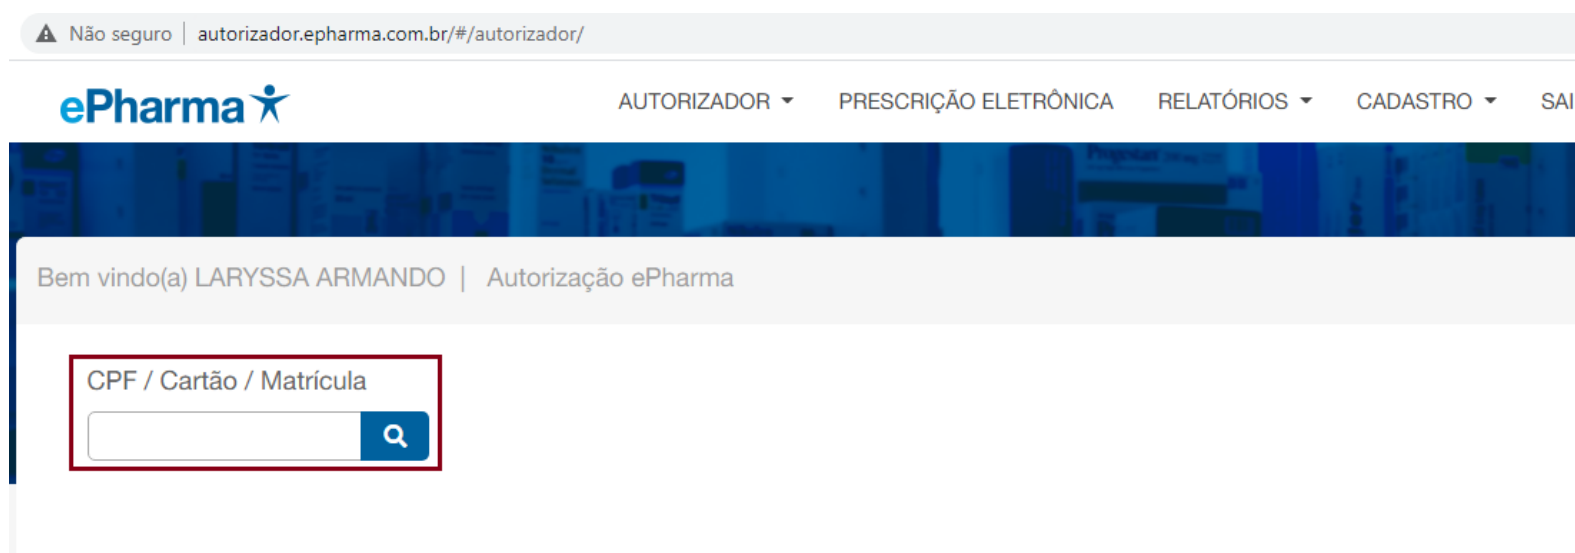 Não seguro | autorizador.epharma.com.br/#/autorizador/
ePharma
AUTORIZADOR PRESCRIÇÃO ELETRÔNICA RELATÓRIOS CADASTRO SAI
Bem vindo(a) LARYSSA ARMANDO | Autorização ePharma
CPF / Cartão / Matrícula